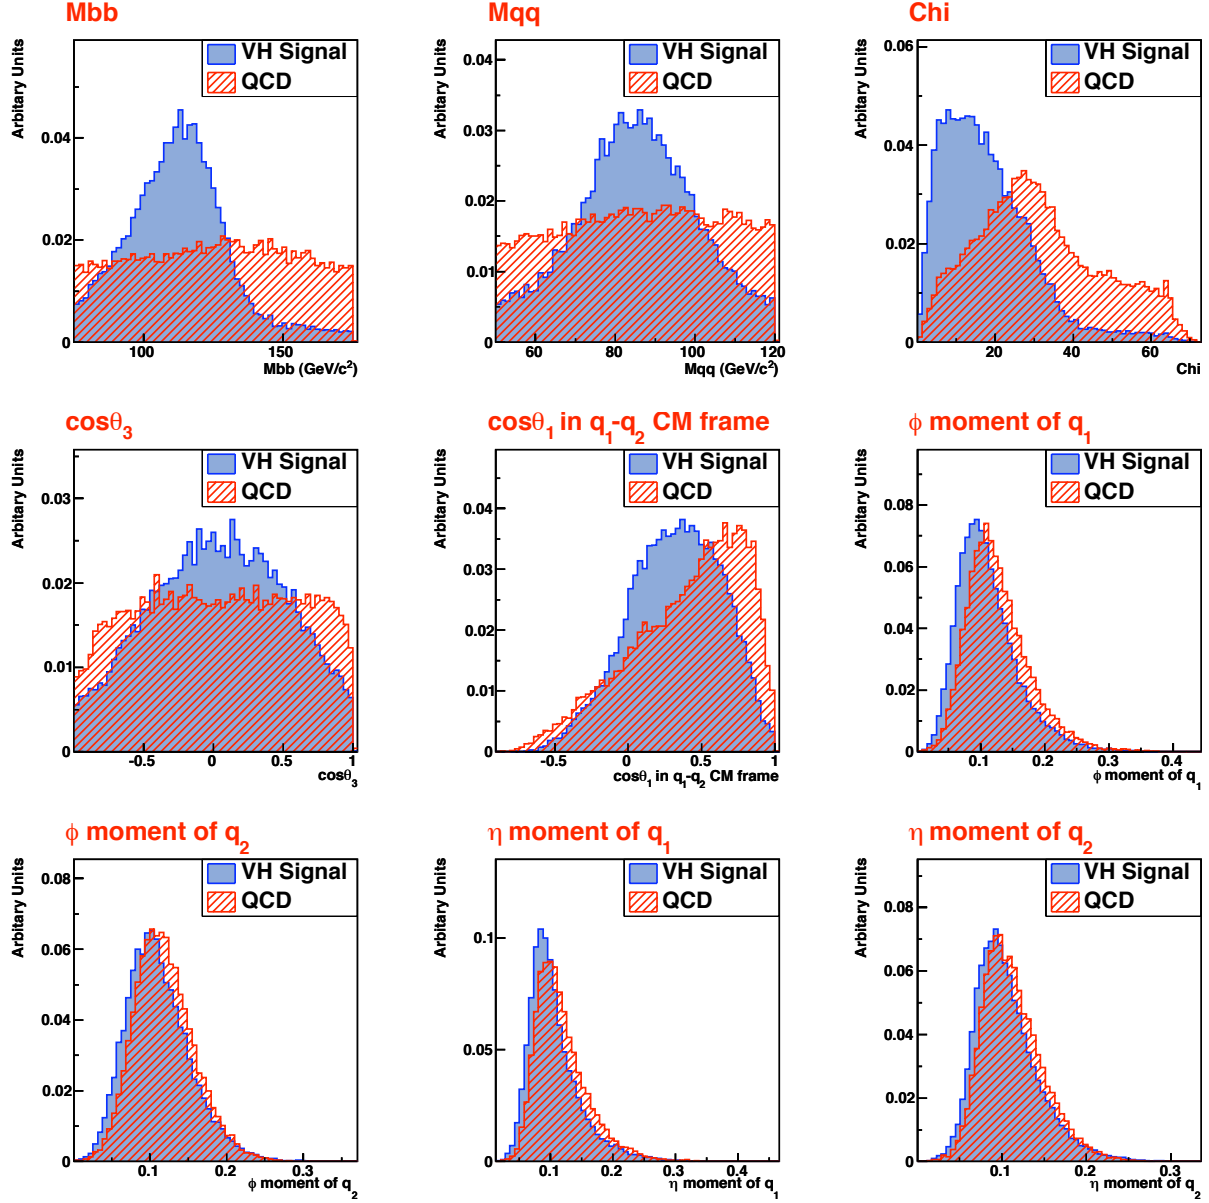 Mbb
Arbitary Units
VH Signal
QCD
0.04
0.02
0
100
150
Mbb (GeV/c²)
Mqq
Arbitary Units
VH Signal
QCD
0.04
0.03
0.02
0.01
0
60
80
100
120
Mqq (GeV/c²)
Chi
Arbitary Units
VH Signal
QCD
0.06
0.04
0.02
0
20
40
60
Chi
cosθ₃
Arbitary Units
VH Signal
QCD
0.03
0.02
0.01
0
-0.5
0
0.5
1
cosθ₃
cosθ₁ in q₁-q₂ CM frame
Arbitary Units
VH Signal
QCD
0.04
0.03
0.02
0.01
0
-0.5
0
0.5
1
cosθ₁ in q₁-q₂ CM frame
ϕ moment of q₁
Arbitary Units
VH Signal
QCD
0.08
0.06
0.04
0.02
0
0.1
0.2
0.3
0.4
ϕ moment of q₁
ϕ moment of q₂
Arbitary Units
VH Signal
QCD
0.08
0.06
0.04
0.02
0
0.1
0.2
0.3
ϕ moment of q₂
η moment of q₁
Arbitary Units
VH Signal
QCD
0.1
0.05
0
0.1
0.2
0.3
0.4
η moment of q₁
η moment of q₂
Arbitary Units
VH Signal
QCD
0.08
0.06
0.04
0.02
0
0.1
0.2
0.3
η moment of q₂